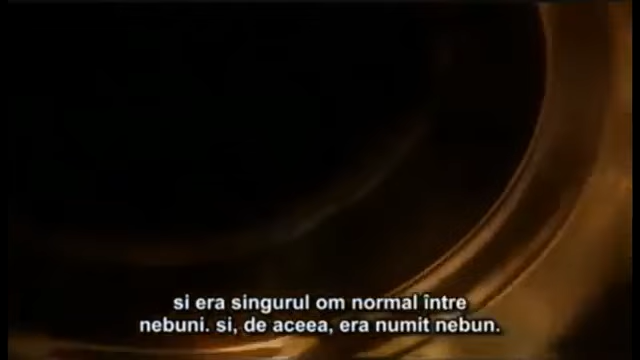 si era singurul om normal între
nebuni. si, de aceea, era numit nebun.